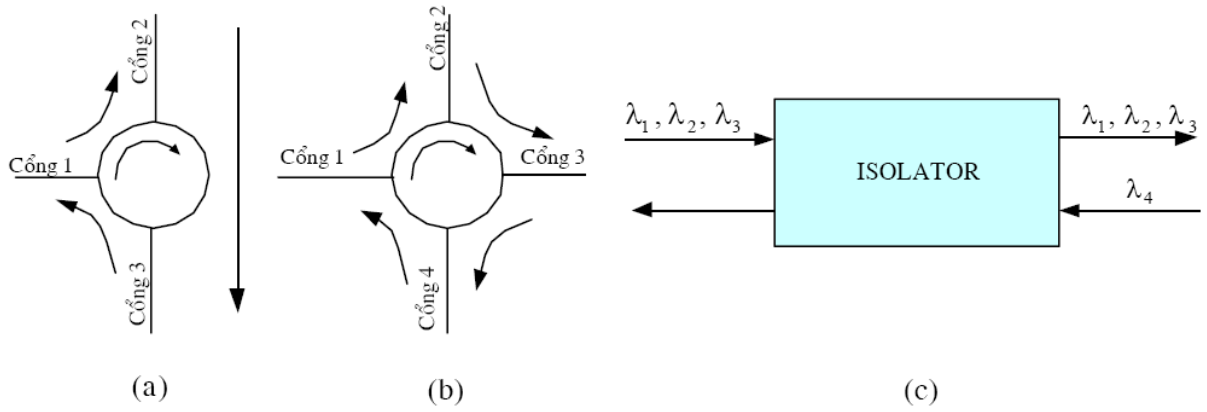 Cổng 2
Cổng 1
Cổng 3
(a)
Cổng 2
Cổng 1
Cổng 3
Cổng 4
(b)
λ1, λ2, λ3
ISOLATOR
λ1, λ2, λ3
λ4
(c)